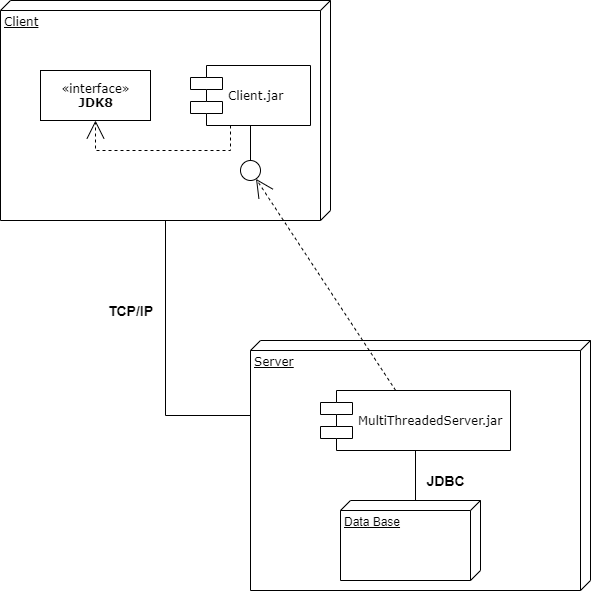 Client
«interface»
JDK8
Client.jar
TCP/IP
Server
MultiThreadedServer.jar
JDBC
Data Base